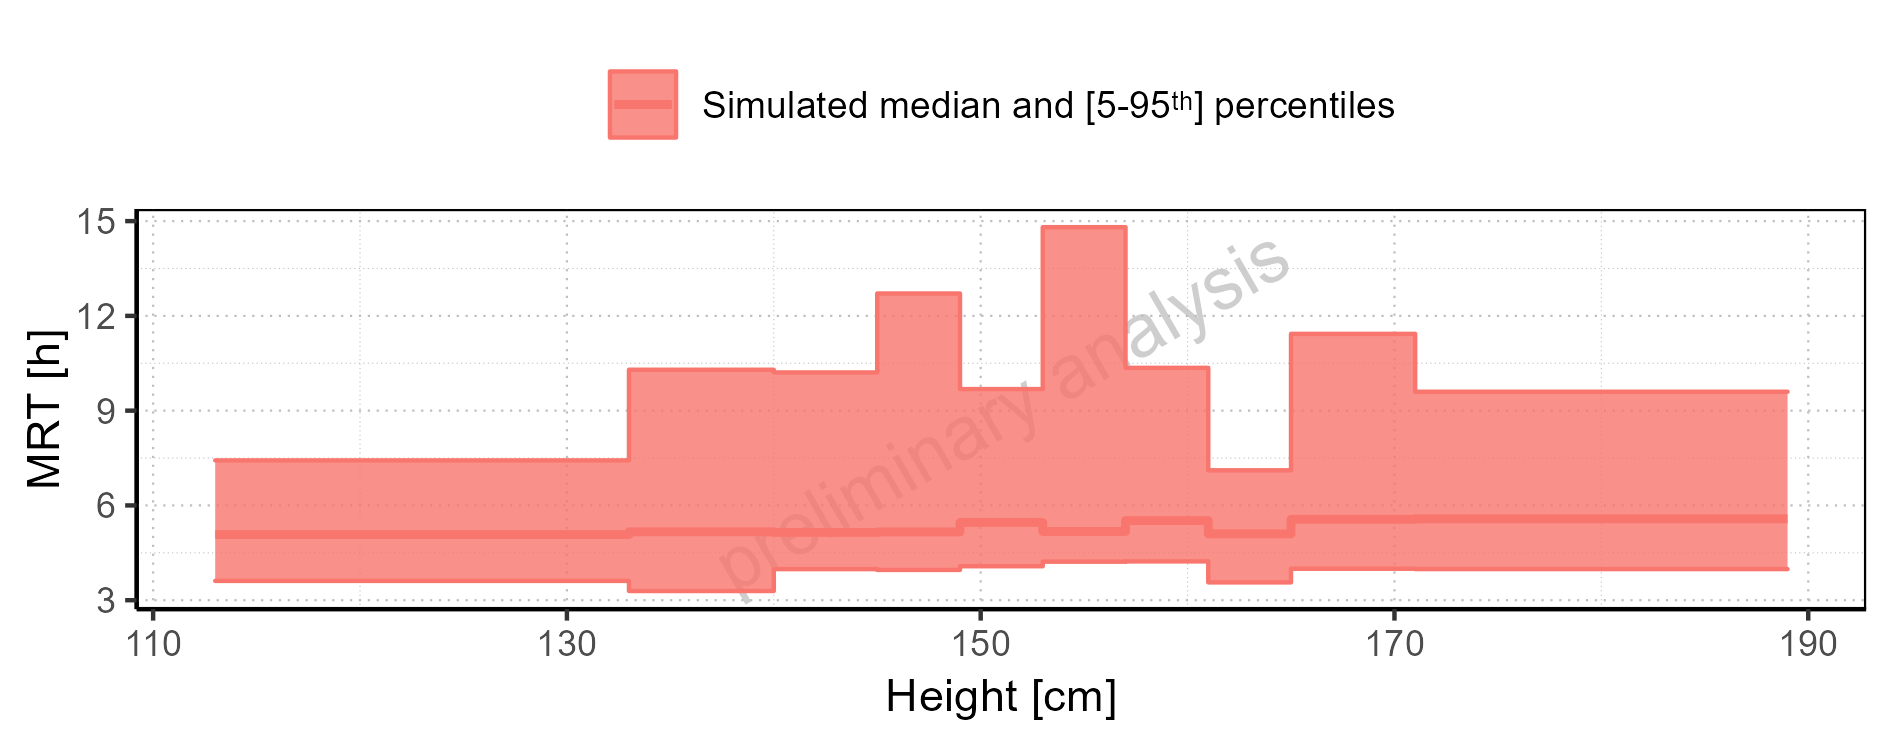 Simulated median and [5-95th] percentiles
15
12
9
6
3
MRT [h]
preliminary analysis
110 130 150 170 190
Height [cm]